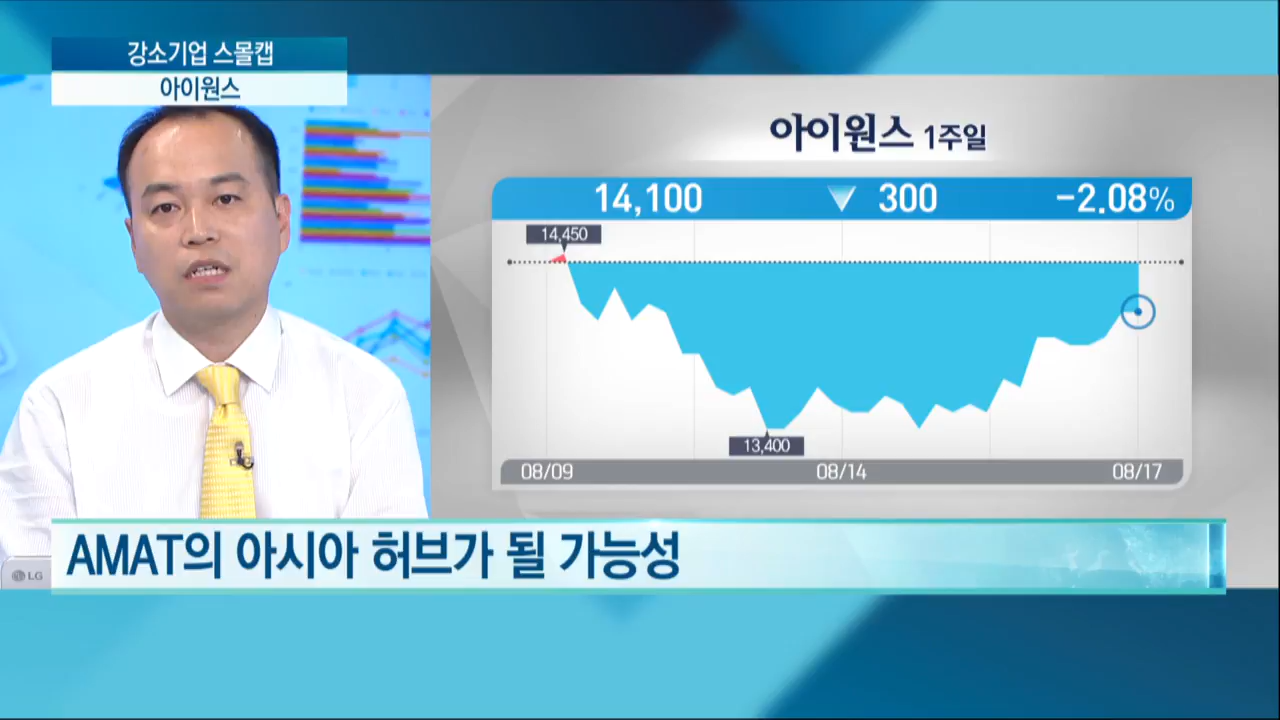 강소기업 스몰캡
아이원스
아이원스 1주일
14,100 ▼ 300 -2.08%
14,450
13,400
08/09 08/14 08/17
AMAT의 아시아 허브가 될 가능성
LG